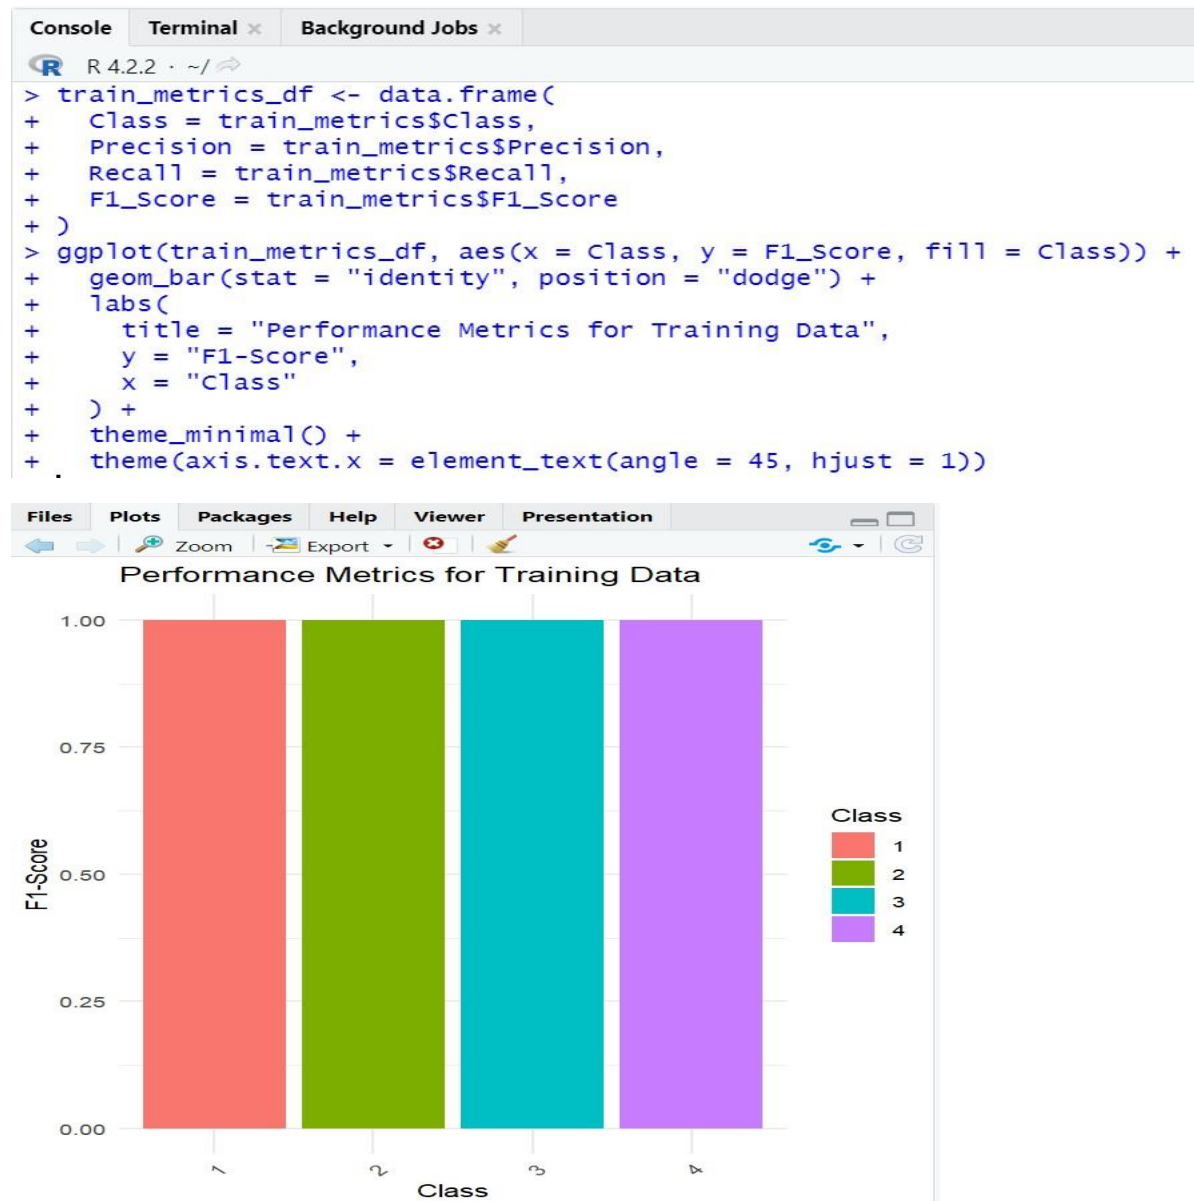 Console Terminal Background Jobs
R R 4.2.2 · ~/
> train_metrics_df <- data.frame(
+   Class = train_metrics$Class,
+   Precision = train_metrics$Precision,
+   Recall = train_metrics$Recall,
+   F1_Score = train_metrics$F1_Score
+ )
> ggplot(train_metrics_df, aes(x = Class, y = F1_Score, fill = Class)) +
+   geom_bar(stat = "identity", position = "dodge") +
+   labs(
+     title = "Performance Metrics for Training Data",
+     y = "F1-Score",
+     x = "Class"
+   ) +
+   theme_minimal() +
+   theme(axis.text.x = element_text(angle = 45, hjust = 1))
Files Plots Packages Help Viewer Presentation
Zoom Export
Performance Metrics for Training Data
1.00
0.75
0.50
0.25
0.00
F1-Score
1 2 3 4
Class
Class
1
2
3
4